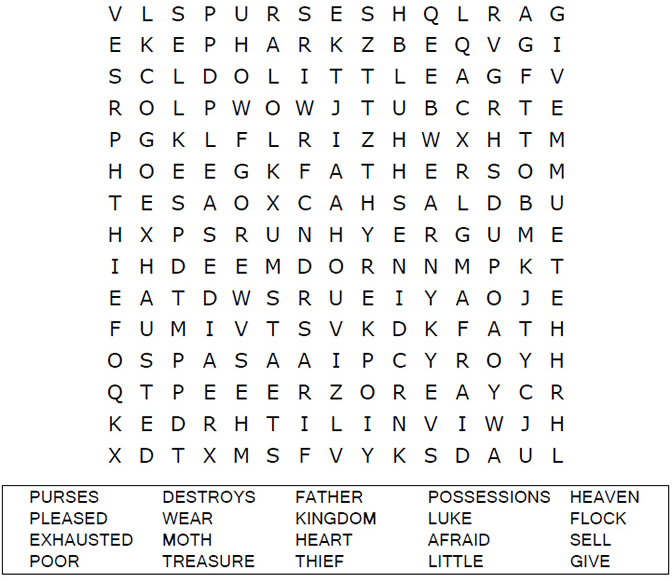 V L S P U R S E S H Q L R A G
E K E P H A R K Z B E Q V G I
S C L D O L I T T L E A G F V
R O L P W O W J T U B C R T E
P G K L F L R I Z H W X H T M
H O E E G K F A T H E R S O M
T E S A O X C A H S A L D B U
H X P S R U N H Y E R G U M E
I H D E E M D O R N N M P K T
E A T D W S R U E I Y A O J E
F U M I V T S V K D K F A T H
O S P A S A A I P C Y R O Y H
Q T P E E E R Z O R E A Y C R
K E D R H T I L I N V I W J H
X D T X M S F V Y K S D A U L
PURSES DESTROYS FATHER POSSESSIONS HEAVEN
PLEASED WEAR KINGDOM LUKE FLOCK
EXHAUSTED MOTH HEART AFRAID SELL
POOR TREASURE THIEF LITTLE GIVE